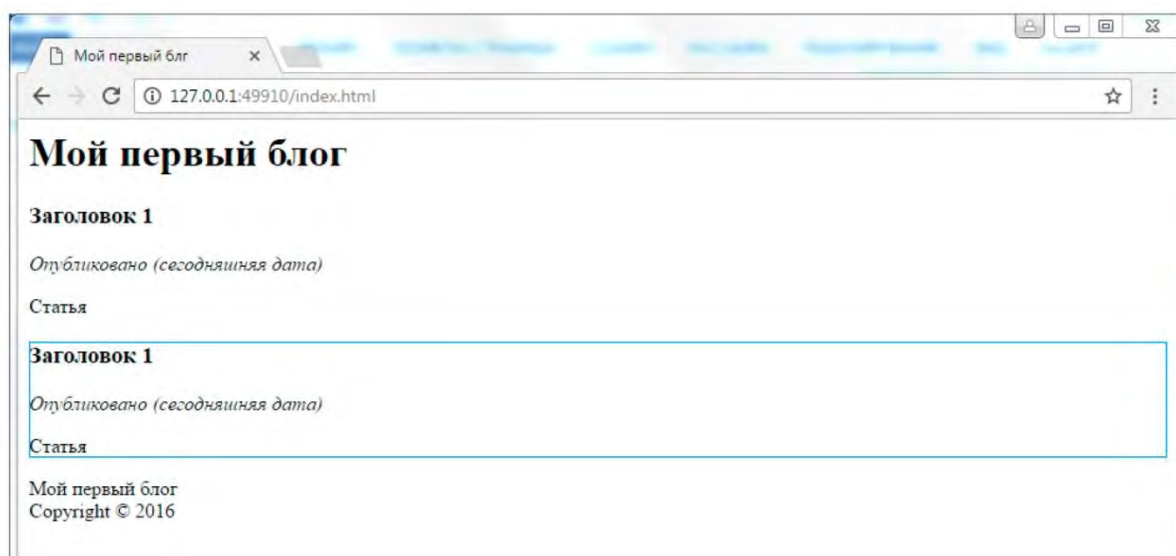 Мой первый блг
127.0.0.1:49910/index.html
Мой первый блог
Заголовок 1
Опубликовано (сегодняшняя дата)
Статья
Заголовок 1
Опубликовано (сегодняшняя дата)
Статья
Мой первый блог
Copyright © 2016